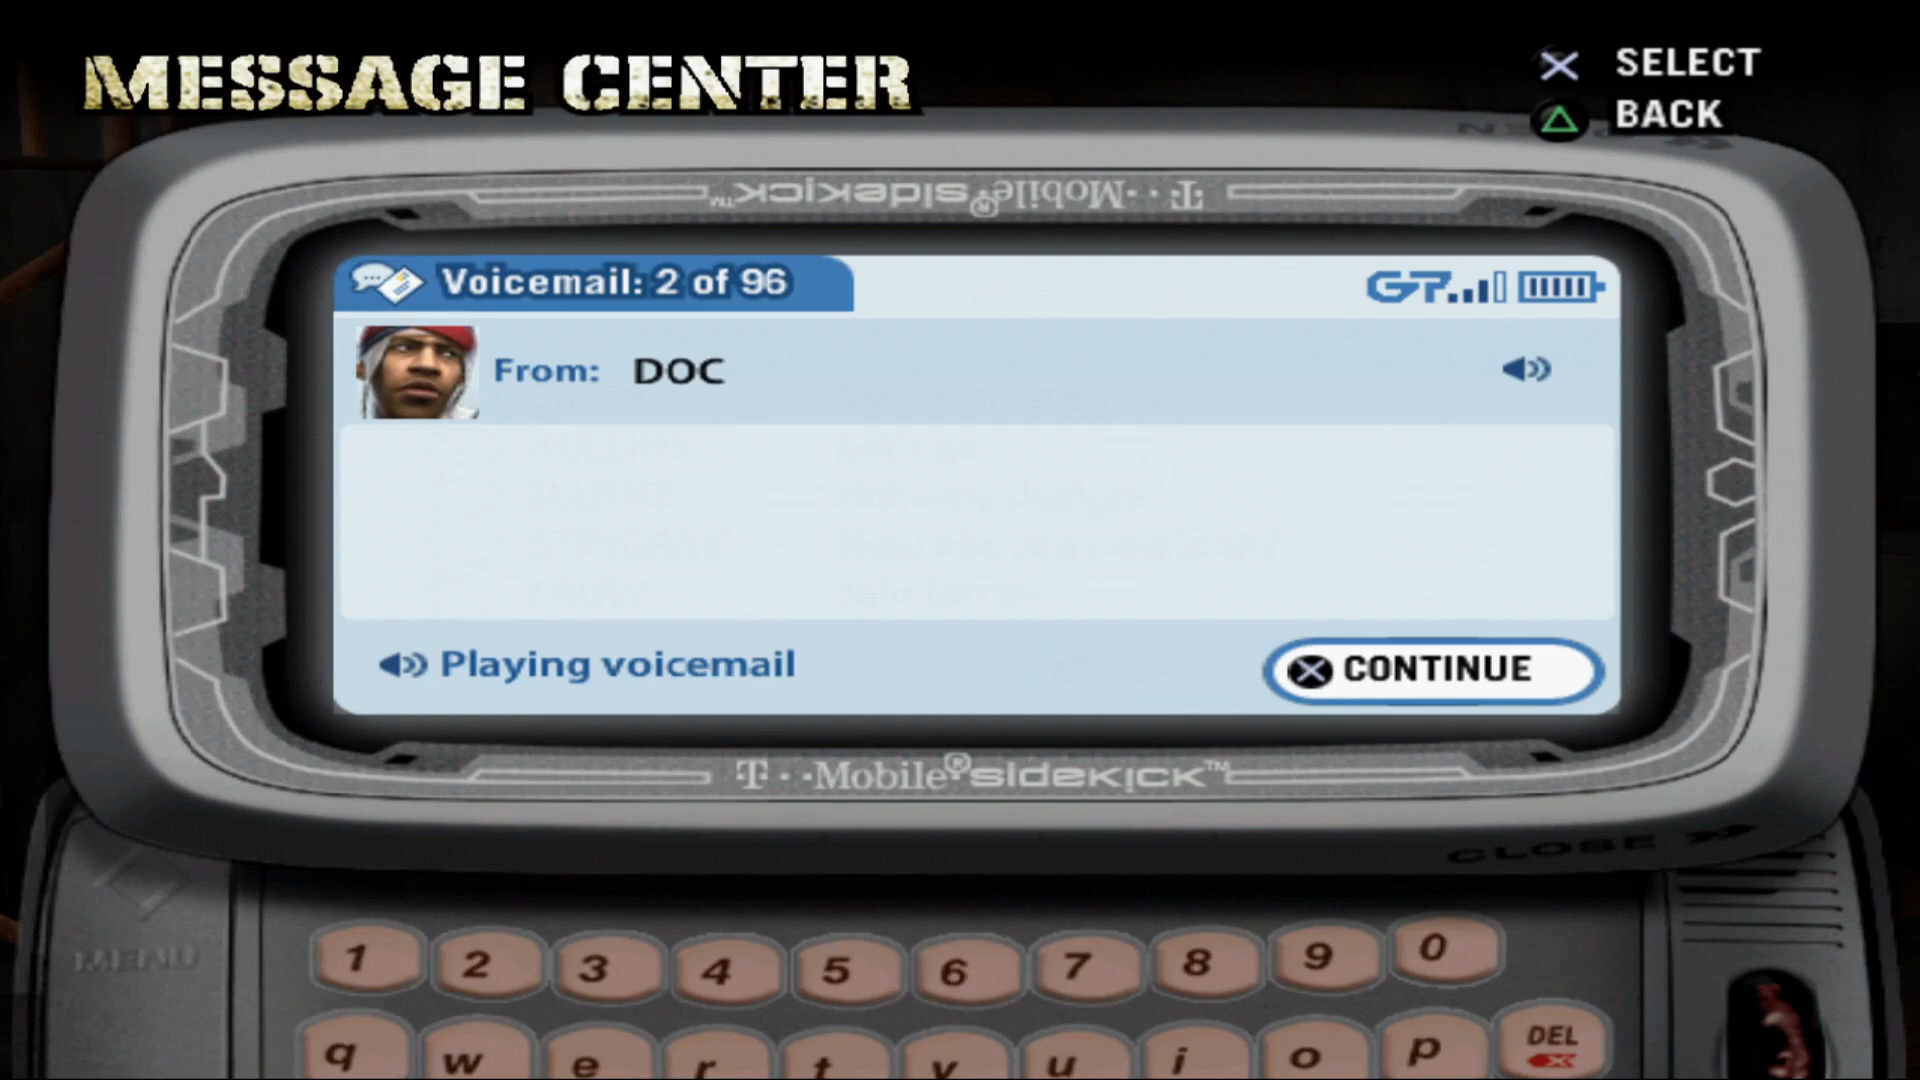 MESSAGE CENTER
SELECT
BACK
T··Mobile® sidekick™
Voicemail: 2 of 96
From: DOC
Playing voicemail
CONTINUE
T··Mobile® sidekick™
CLOSE
MENU
1 2 3 4 5 6 7 8 9 0
q w e r t y u i o p DEL